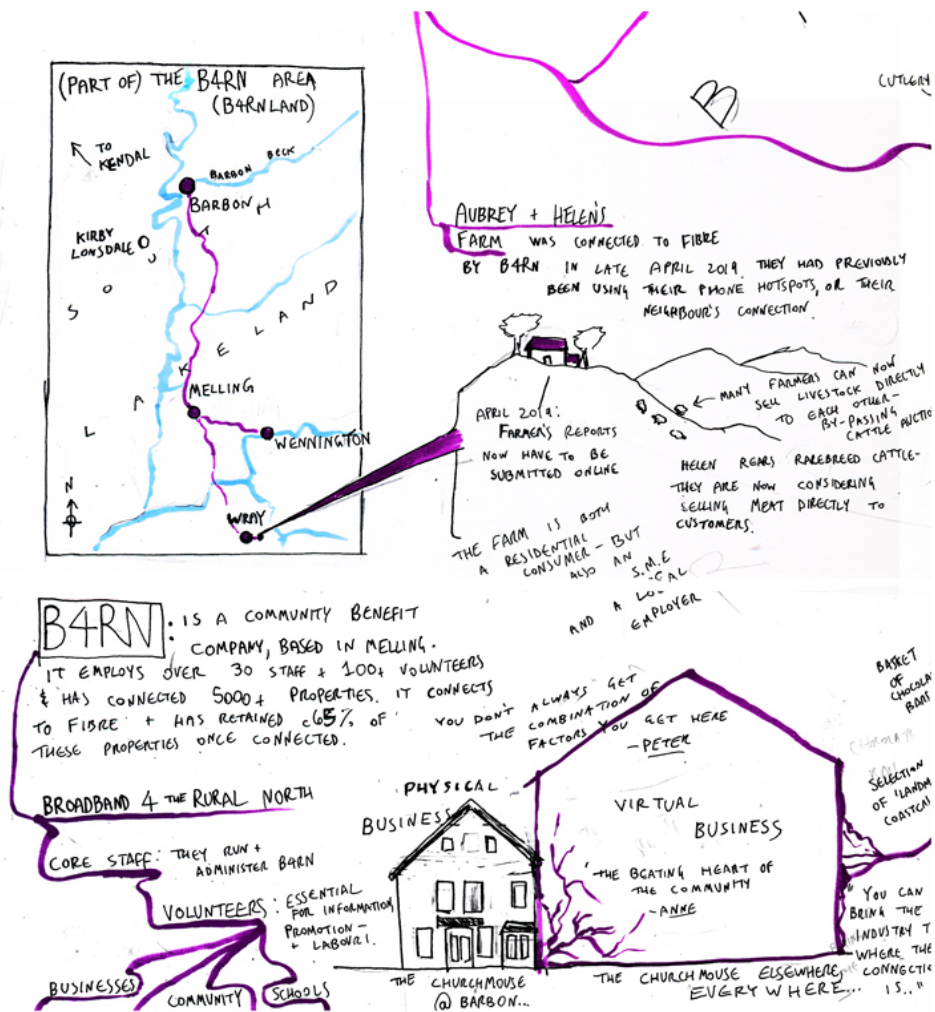 (PART OF) THE B4RN AREA
(B4RNLAND)
TO
KENDAL
BARBON BECK
BARBON
KIRBY
LONSDALE
SOUTH
LAKELAND
MELLING
WENNINGTON
N
WRAY
B
CUTLERY
AUBREY + HELEN'S
FARM WAS CONNECTED TO FIBRE
BY B4RN IN LATE APRIL 2019. THEY HAD PREVIOUSLY
BEEN USING THEIR PHONE HOTSPOTS, OR THEIR
NEIGHBOUR'S CONNECTION.
MANY FARMERS CAN NOW
SELL LIVESTOCK DIRECTLY
TO EACH OTHER-
BY-PASSING
CATTLE AUCTIO
APRIL 2019:
FARMER'S REPORTS
NOW HAVE TO BE
SUBMITTED ONLINE
HELEN REARS RAREBREED CATTLE-
THEY ARE NOW CONSIDERING
SELLING MEAT DIRECTLY TO
CUSTOMERS.
THE FARM IS BOTH
A RESIDENTIAL
CONSUMER - BUT
ALSO AN
S.M.E
AND A LOCAL
EMPLOYER
B4RN: IS A COMMUNITY BENEFIT
COMPANY, BASED IN MELLING.
IT EMPLOYS OVER 30 STAFF + 100+ VOLUNTEERS
& HAS CONNECTED 5000+ PROPERTIES. IT CONNECTS
TO FIBRE + HAS RETAINED c65% OF
THESE PROPERTIES ONCE CONNECTED.
YOU DON'T ALWAYS GET
THE COMBINATION OF
FACTORS YOU GET HERE
-PETER
BROADBAND 4 THE RURAL NORTH
CORE STAFF: THEY RUN +
ADMINISTER B4RN
VOLUNTEERS: ESSENTIAL
FOR INFORMATION
PROMOTION-
+ LABOUR!
BUSINESSES
COMMUNITY
SCHOOLS
PHYSICAL
BUSINESS
THE CHURCHMOUSE
@ BARBON...
VIRTUAL
BUSINESS
'THE BEATING HEART OF
THE COMMUNITY
-ANNE
THE CHURCHMOUSE ELSEWHERE,
EVERYWHERE...
BASKET
OF
CHOCOLA
BARS
CHOCOLATE
SELECTION
OF 'LANDM
COASTER
"YOU CAN
BRING THE
INDUSTRY T
WHERE THE
CONNECTIO
IS.."